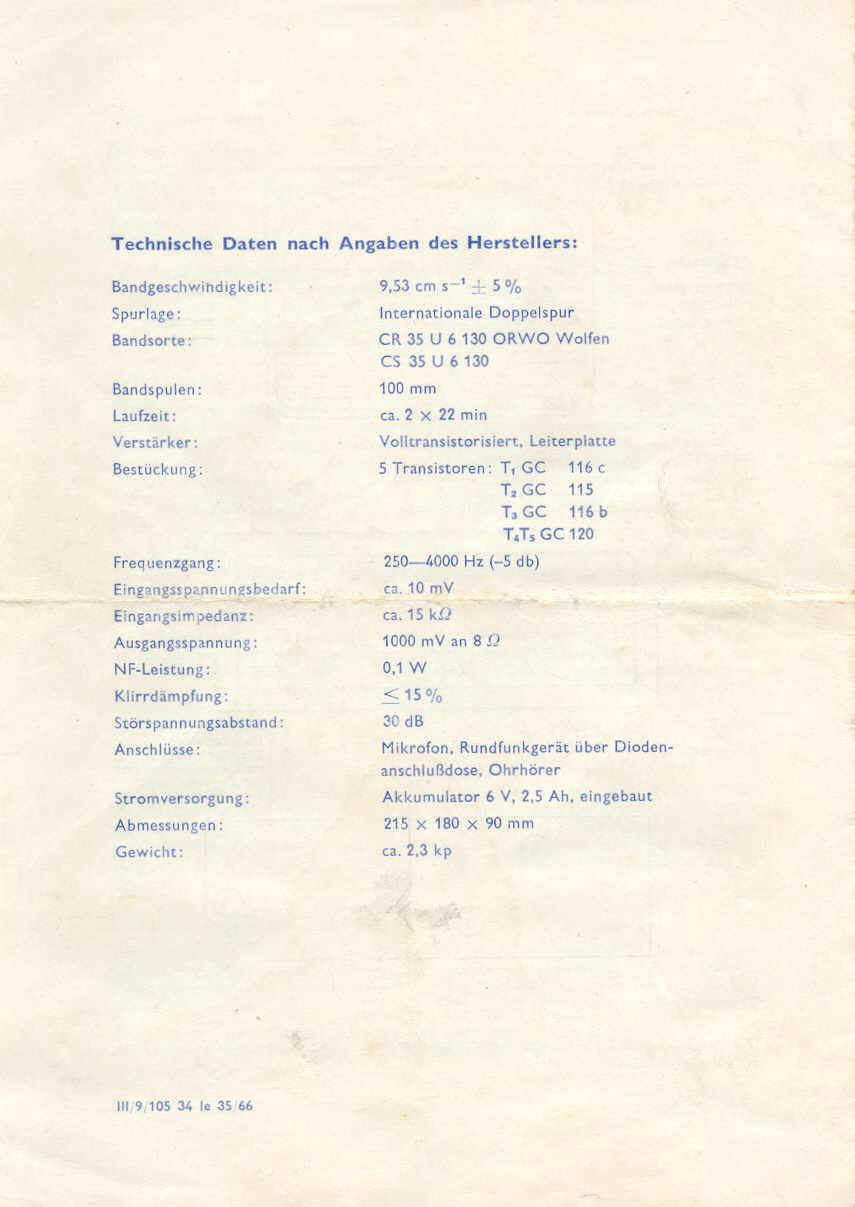 Technische Daten nach Angaben des Herstellers:
Bandgeschwindigkeit: 9,53 cm s⁻¹ ± 5 %
Spurlage: Internationale Doppelspur
Bandsorte: CR 35 U 6 130 ORWO Wolfen
CS 35 U 6 130
Bandspulen: 100 mm
Laufzeit: ca. 2 × 22 min
Verstärker: Volltransistorisiert, Leiterplatte
Bestückung: 5 Transistoren: T₁ GC 116 c
T₂ GC 115
T₃ GC 116 b
T₄T₅ GC 120
Frequenzgang: 250—4000 Hz (–5 db)
Eingangsspannungsbedarf: ca. 10 mV
Eingangsimpedanz: ca. 15 kΩ
Ausgangsspannung: 1000 mV an 8 Ω
NF-Leistung: 0,1 W
Klirrdämpfung: ≤ 15 %
Störspannungsabstand: 30 dB
Anschlüsse: Mikrofon, Rundfunkgerät über Dioden-
anschlußdose, Ohrhörer
Stromversorgung: Akkumulator 6 V, 2,5 Ah, eingebaut
Abmessungen: 215 × 180 × 90 mm
Gewicht: ca. 2,3 kp
III/9/105 34 le 35/66